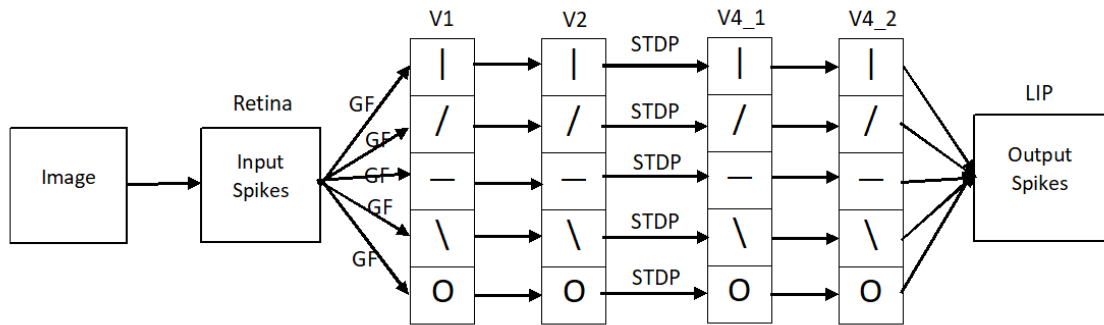 V1 V2 V4_1 V4_2
| | STDP | |
Retina GF LIP
/ / STDP / /
GF
Image Input Spikes GF — — STDP — — Output Spikes
GF
\ \ STDP \ \
GF
O O STDP O O